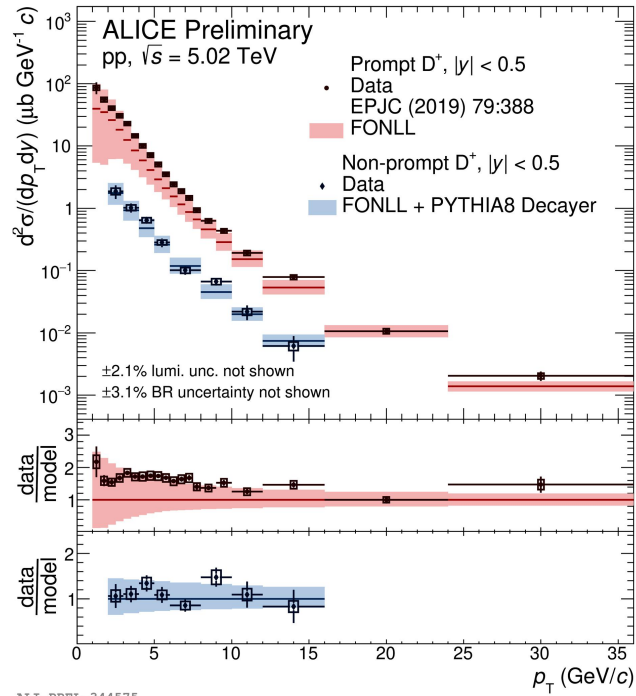 ALICE Preliminary
pp, √s = 5.02 TeV
Prompt D⁺, |y| < 0.5
Data
EPJC (2019) 79:388
FONLL
Non-prompt D⁺, |y| < 0.5
Data
FONLL + PYTHIA8 Decayer
d²σ/(dp_T dy) (μb GeV⁻¹ c)
10³
10²
10
1
10⁻¹
10⁻²
10⁻³
±2.1% lumi. unc. not shown
±3.1% BR uncertainty not shown
data
model
3
2
1
data
model
2
1
0 5 10 15 20 25 30 35
p_T (GeV/c)